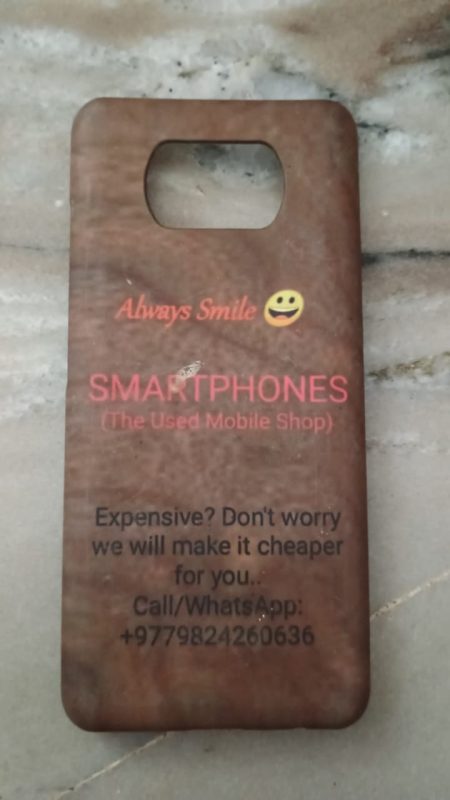 Always Smile 😀
SMARTPHONES
(The Used Mobile Shop)
Expensive? Don't worry
we will make it cheaper
for you..
Call/WhatsApp:
+9779824260636